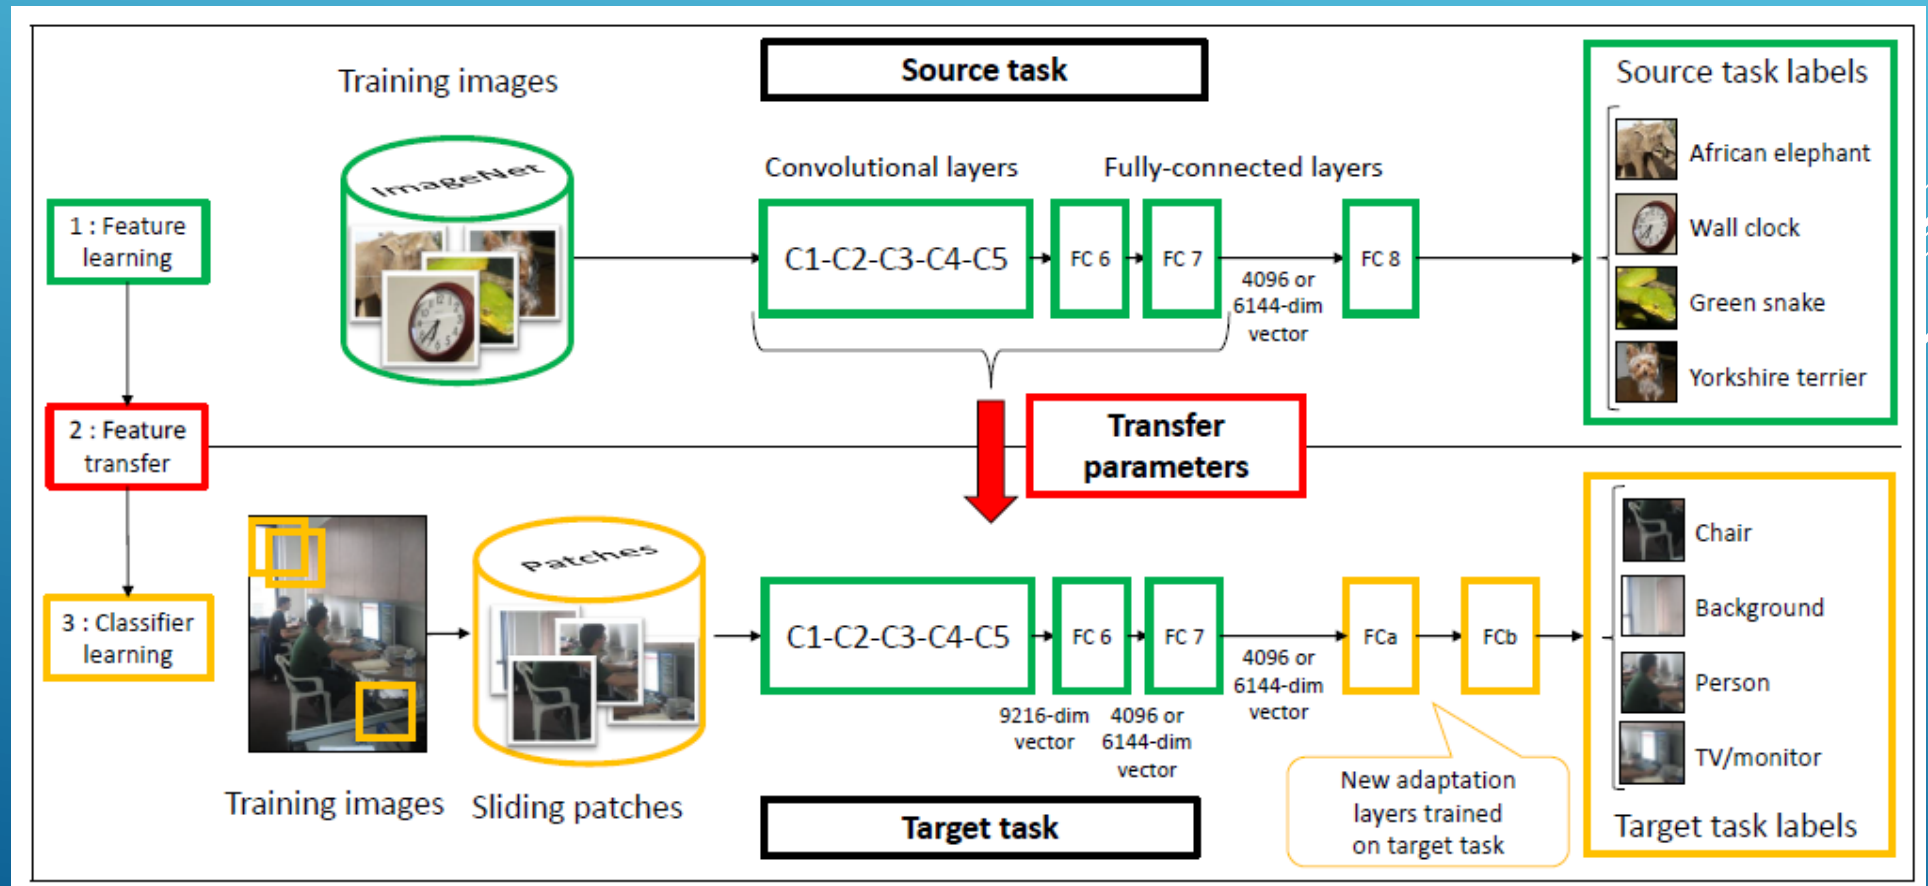 Training images
Source task
Source task labels
ImageNet
Convolutional layers
Fully-connected layers
African elephant
1 : Feature
learning
C1-C2-C3-C4-C5
FC 6
FC 7
4096 or
6144-dim
vector
FC 8
Wall clock
Green snake
Yorkshire terrier
2 : Feature
transfer
Transfer
parameters
Patches
Chair
3 : Classifier
learning
C1-C2-C3-C4-C5
FC 6
FC 7
4096 or
6144-dim
vector
FCa
FCb
Background
Person
9216-dim
vector
4096 or
6144-dim
vector
TV/monitor
Training images
Sliding patches
Target task
New adaptation
layers trained
on target task
Target task labels